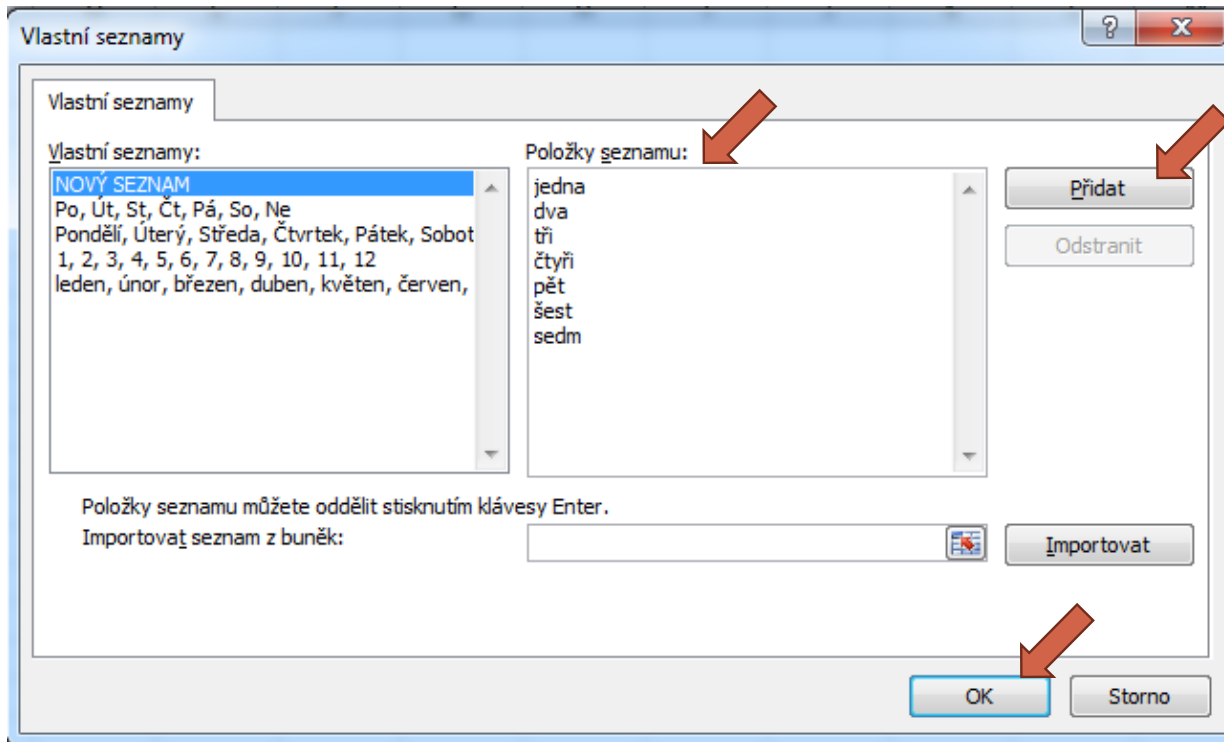 Vlastní seznamy
Vlastní seznamy
Vlastní seznamy:
NOVÝ SEZNAM
Po, Út, St, Čt, Pá, So, Ne
Pondělí, Úterý, Středa, Čtvrtek, Pátek, Sobot
1, 2, 3, 4, 5, 6, 7, 8, 9, 10, 11, 12
leden, únor, březen, duben, květen, červen,
Položky seznamu:
jedna
dva
tři
čtyři
pět
šest
sedm
Přidat
Odstranit
Položky seznamu můžete oddělit stisknutím klávesy Enter.
Importovat seznam z buněk:
Importovat
OK
Storno